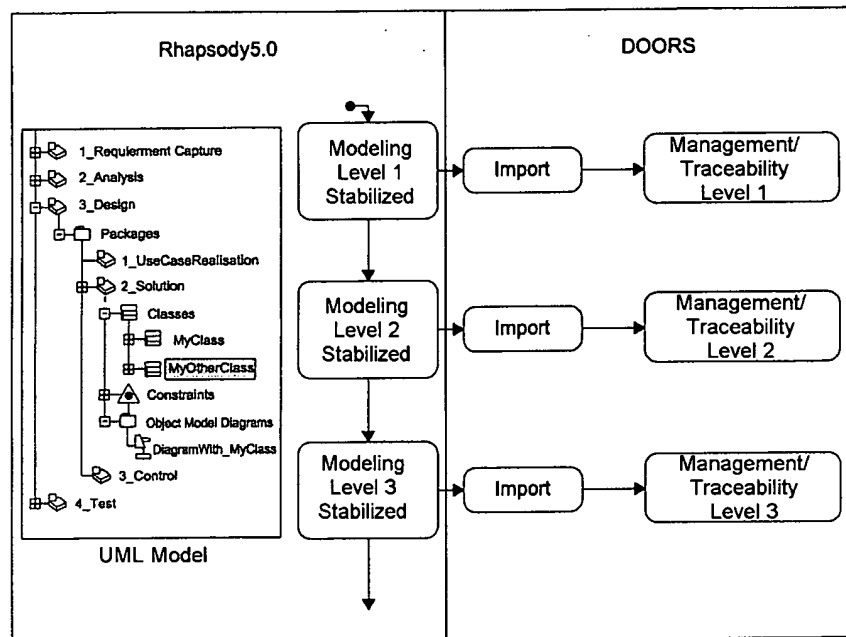 Rhapsody5.0
DOORS
1_Requierment Capture
2_Analysis
3_Design
Packages
1_UseCaseRealisation
2_Solution
Classes
MyClass
MyOtherClass
Constraints
Object Model Diagrams
DiagramWith_MyClass
3_Control
4_Test
UML Model
Modeling
Level 1
Stabilized
Import
Management/
Traceability
Level 1
Modeling
Level 2
Stabilized
Import
Management/
Traceability
Level 2
Modeling
Level 3
Stabilized
Import
Management/
Traceability
Level 3